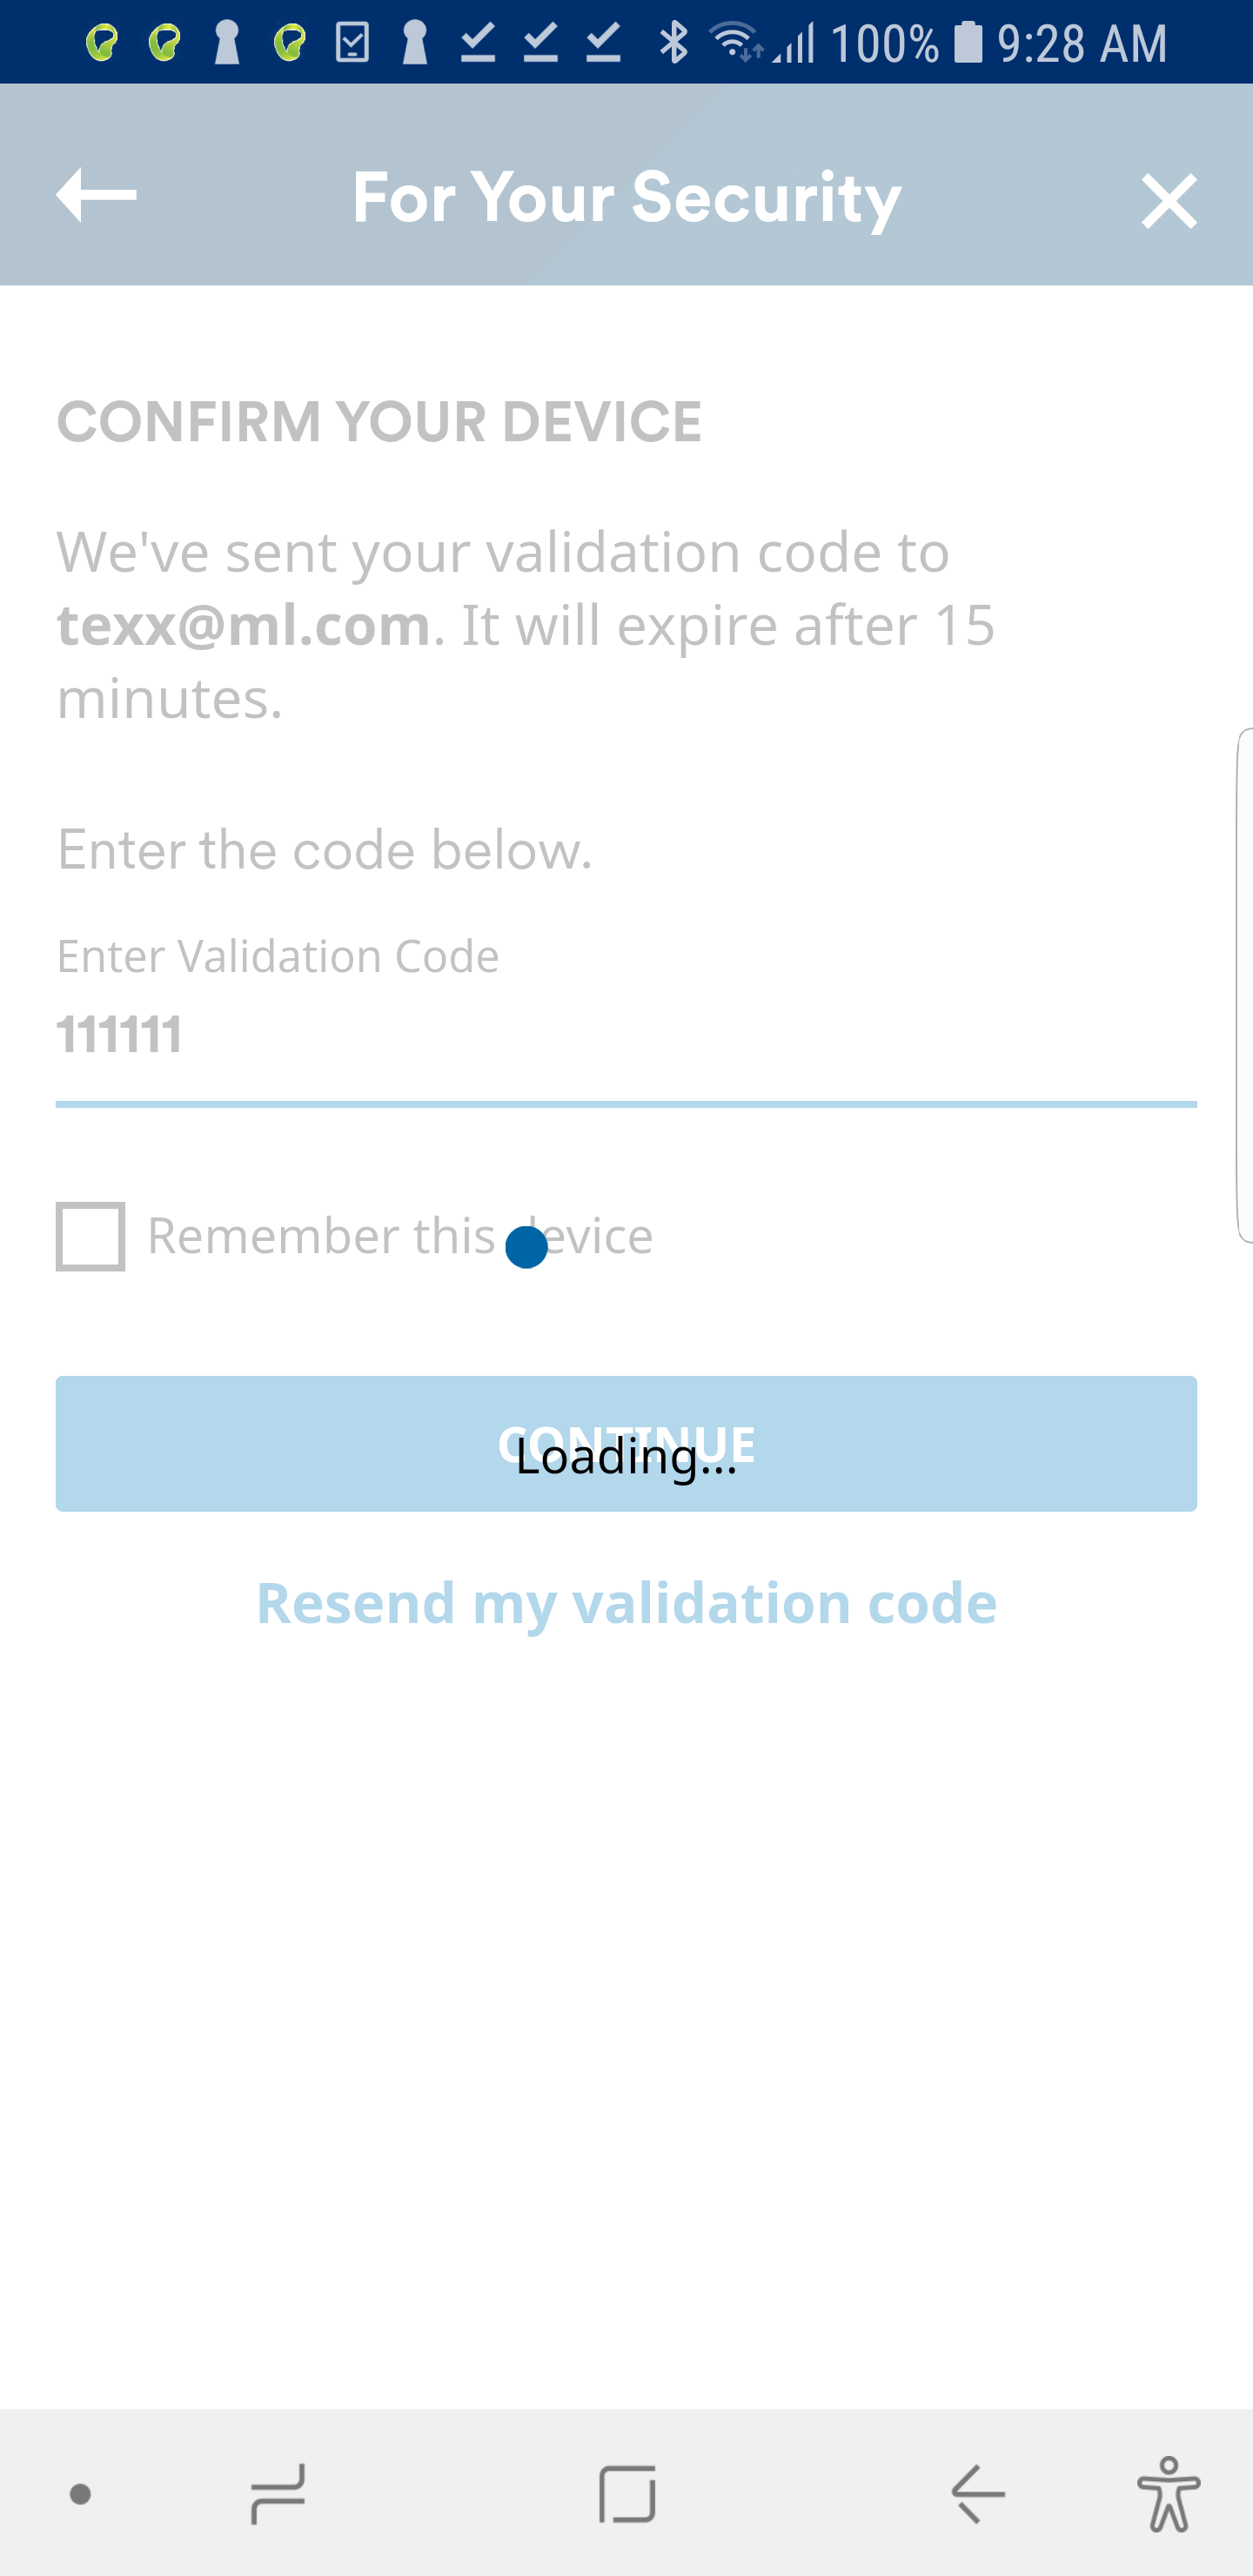 100% 9:28 AM
For Your Security
CONFIRM YOUR DEVICE
We've sent your validation code to
texx@ml.com. It will expire after 15
minutes.
Enter the code below.
Enter Validation Code
111111
Remember this device
CONTINUE
Loading...
Resend my validation code